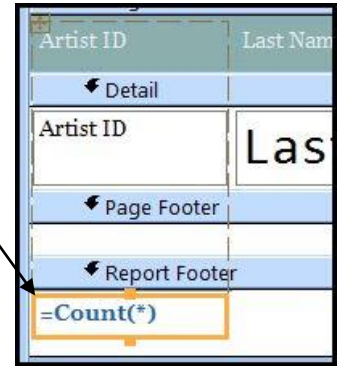 Artist ID Last Nam
Detail
Artist ID Las
Page Footer
Report Footer
=Count(*)